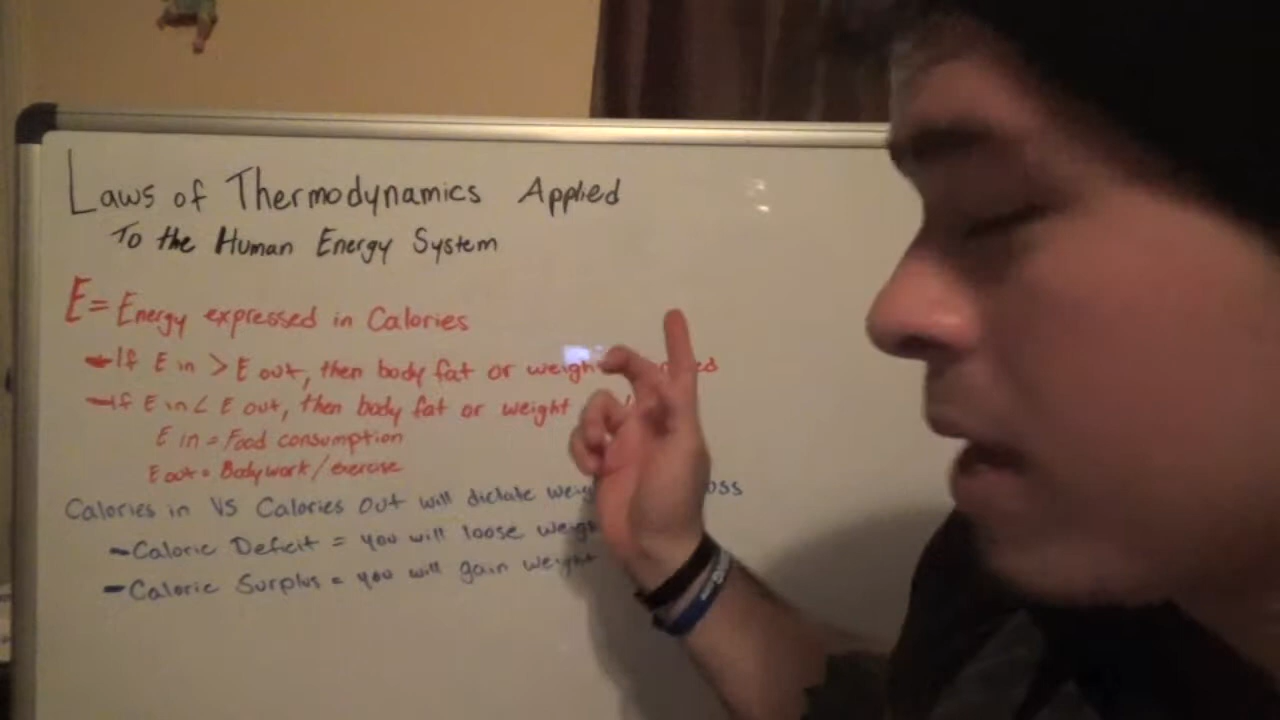 Laws of Thermodynamics Applied
To the Human Energy System
E = Energy expressed in Calories
- If E in > E out, then body fat or weight
- If E in < E out, then body fat or weight
E in = Food consumption
E out = Bodywork/exercise
Calories in VS Calories Out will dictate
- Caloric Deficit = you will loose weight
- Caloric Surplus = you will gain weight